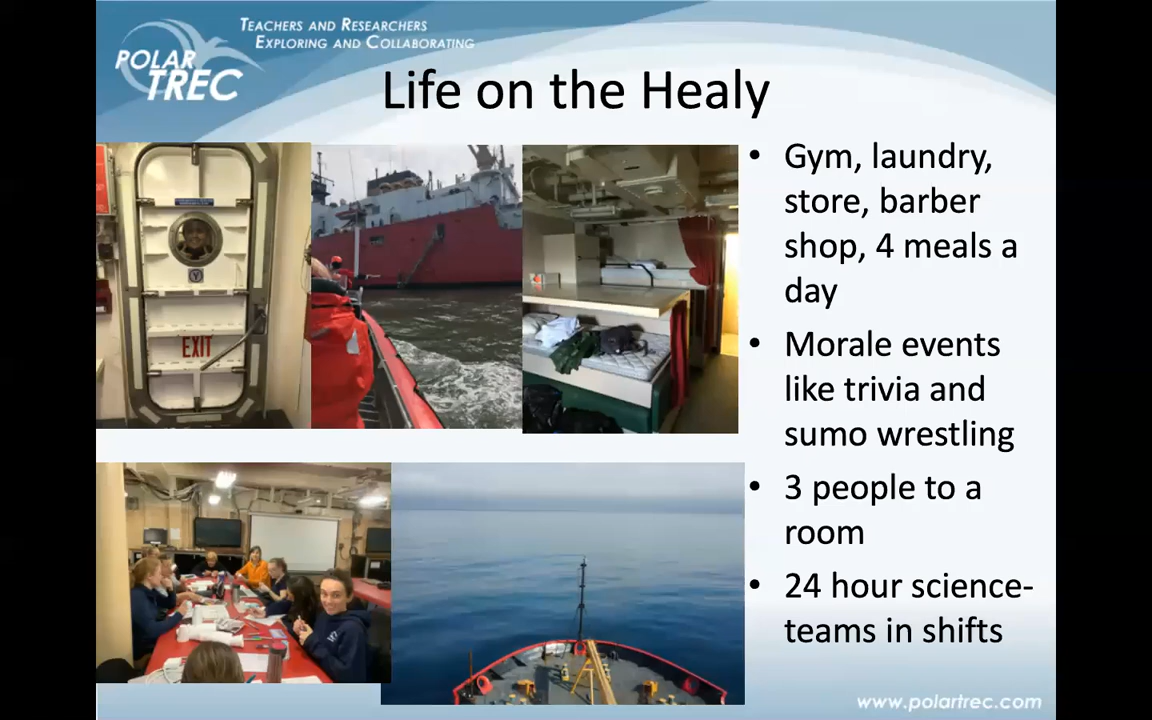 TEACHERS AND RESEARCHERS
EXPLORING AND COLLABORATING
POLAR
TREC
Life on the Healy
Gym, laundry,
store, barber
shop, 4 meals a
day
Morale events
like trivia and
sumo wrestling
3 people to a
room
24 hour science-
teams in shifts
EXIT
www.polartrec.com